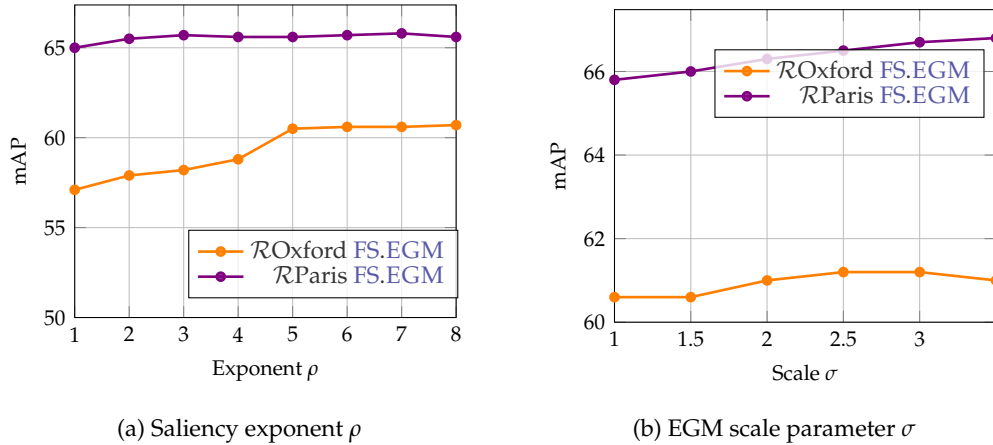 65
60
55
50
mAP
1 2 3 4 5 6 7 8
Exponent ρ
ℛOxford FS.EGM
ℛParis FS.EGM
(a) Saliency exponent ρ
66
64
62
60
mAP
1 1.5 2 2.5 3
Scale σ
ℛOxford FS.EGM
ℛParis FS.EGM
(b) EGM scale parameter σ